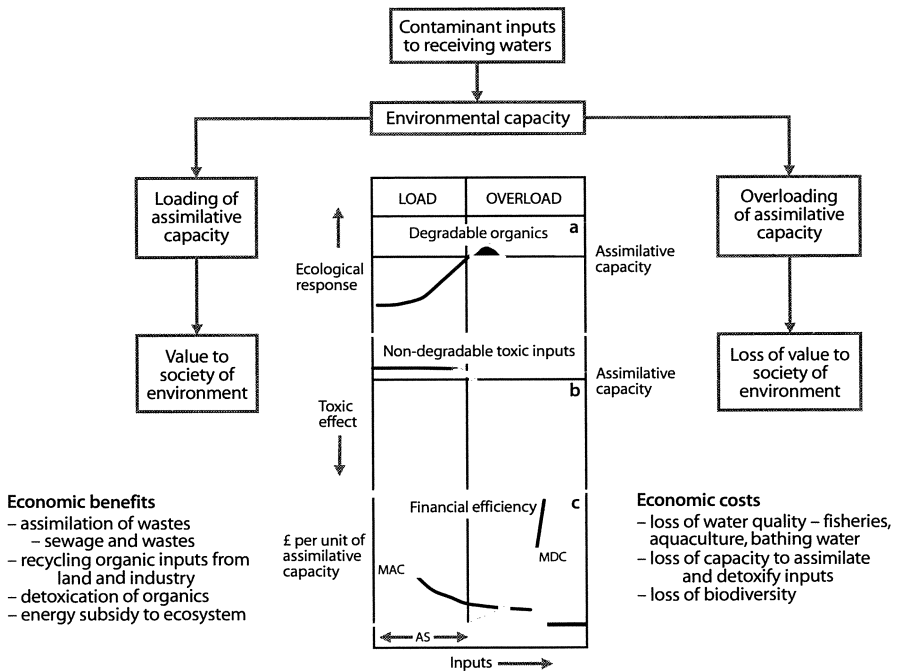 Contaminant inputs
to receiving waters
Environmental capacity
Loading of
assimilative
capacity
Value to
society of
environment
LOAD
OVERLOAD
Ecological
response
Degradable organics
a
Assimilative
capacity
Non-degradable toxic inputs
Assimilative
capacity
b
Toxic
effect
Financial efficiency
c
£ per unit of
assimilative
capacity
MAC
MDC
AS
Inputs
Overloading
of assimilative
capacity
Loss of value to
society of
environment
Economic benefits
– assimilation of wastes
– sewage and wastes
– recycling organic inputs from
land and industry
– detoxication of organics
– energy subsidy to ecosystem
Economic costs
– loss of water quality – fisheries,
aquaculture, bathing water
– loss of capacity to assimilate
and detoxify inputs
– loss of biodiversity